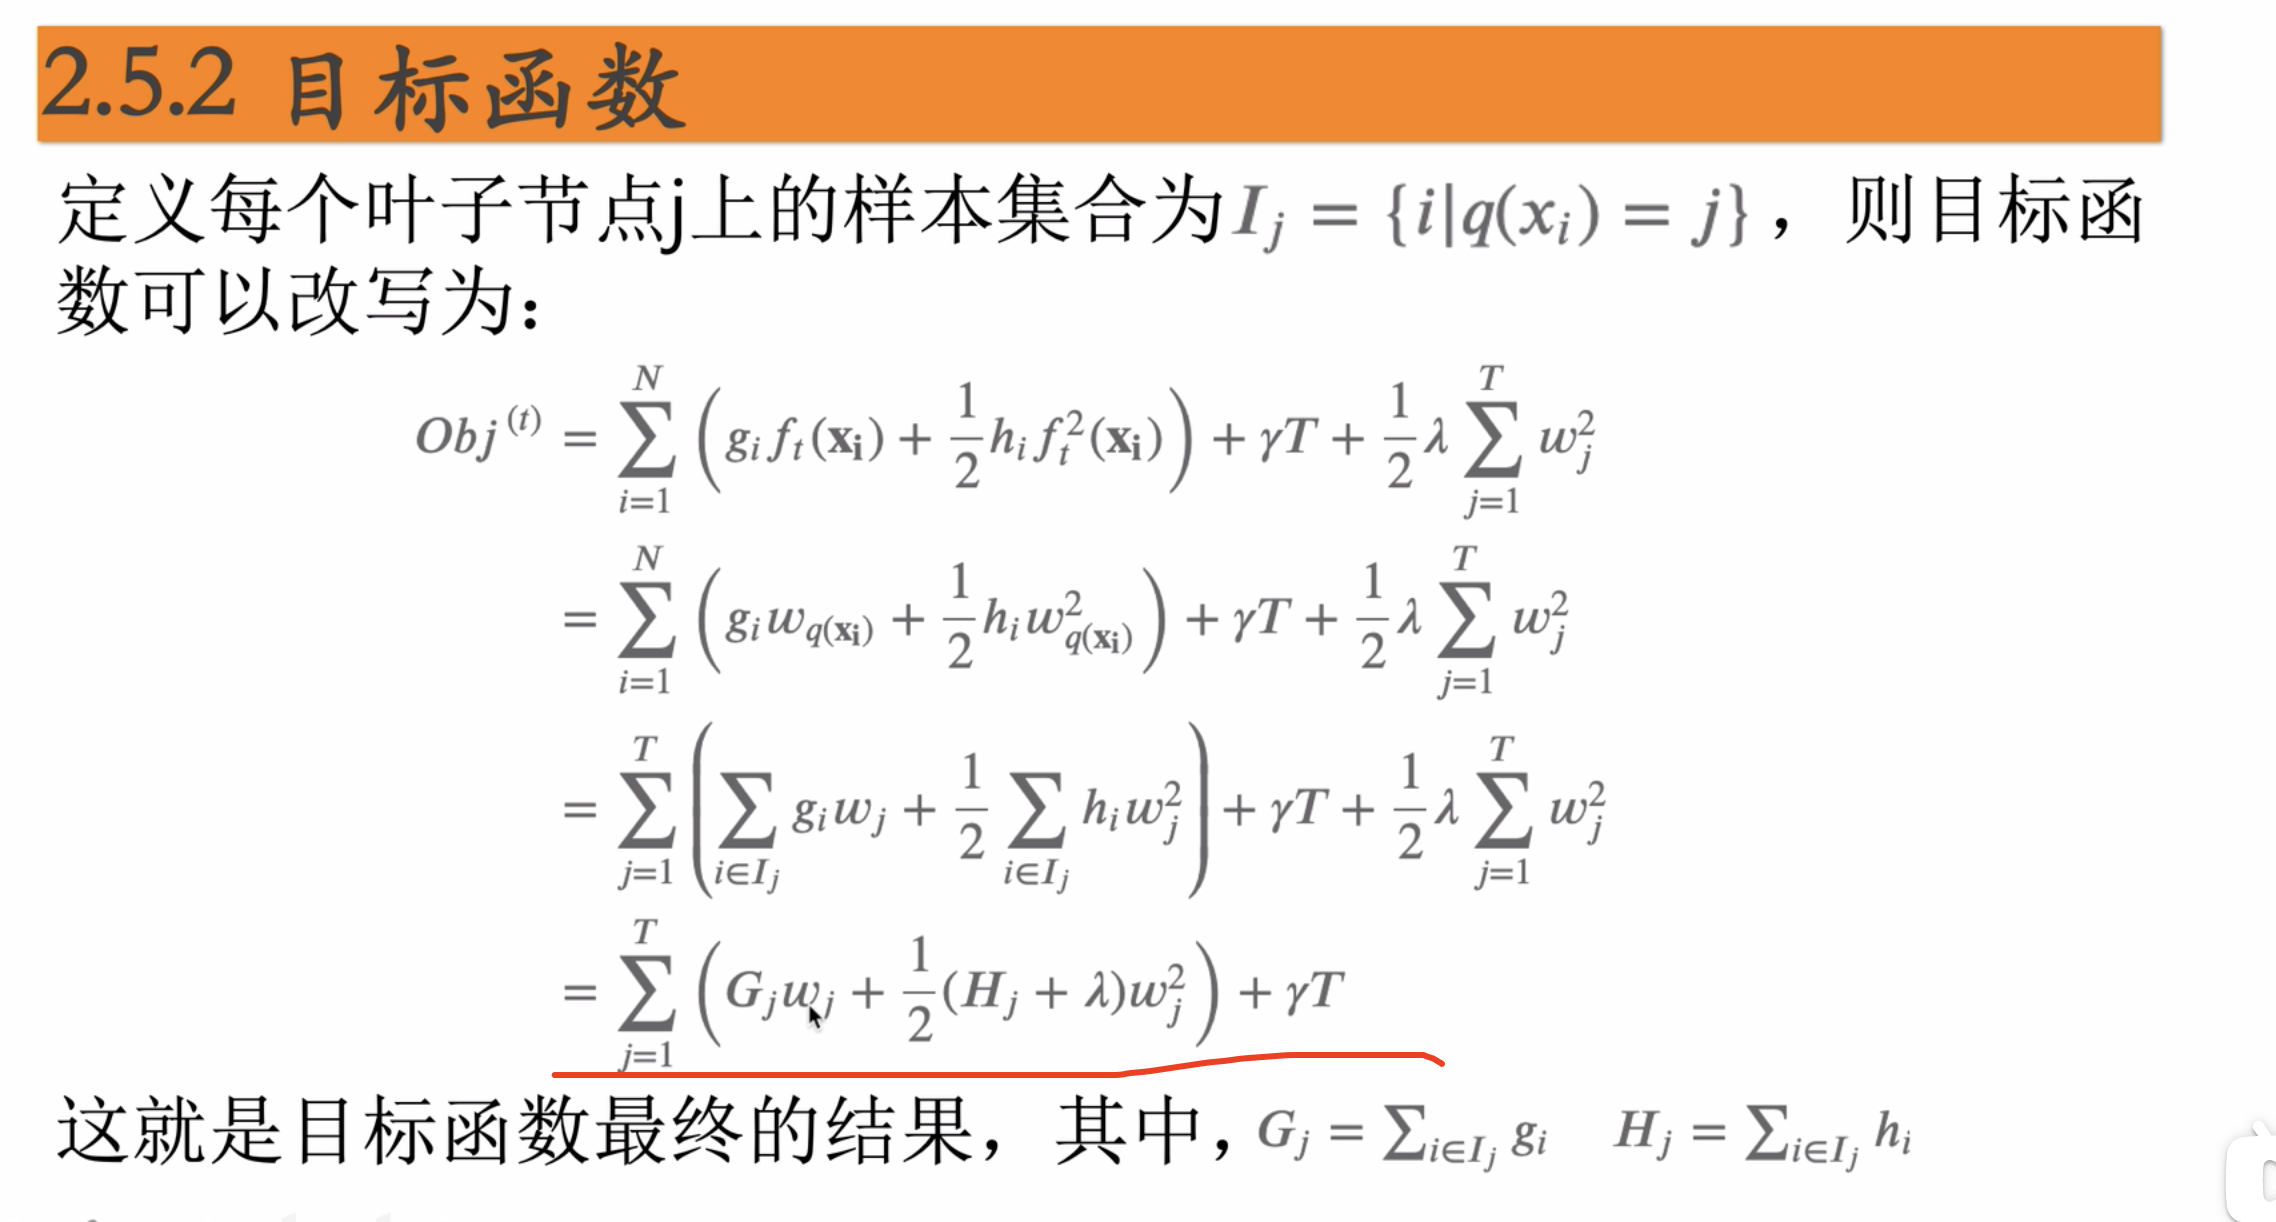 2.5.2 目标函数
定义每个叶子节点j上的样本集合为 $I_j = \{i|q(x_i) = j\}$ ，则目标函
数可以改写为：
$Obj^{(t)} = \sum_{i=1}^{N} \left( g_i f_t(\mathbf{x_i}) + \frac{1}{2} h_i f_t^2(\mathbf{x_i}) \right) + \gamma T + \frac{1}{2} \lambda \sum_{j=1}^{T} w_j^2$
$= \sum_{i=1}^{N} \left( g_i w_{q(\mathbf{x_i})} + \frac{1}{2} h_i w_{q(\mathbf{x_i})}^2 \right) + \gamma T + \frac{1}{2} \lambda \sum_{j=1}^{T} w_j^2$
$= \sum_{j=1}^{T} \left( \sum_{i \in I_j} g_i w_j + \frac{1}{2} \sum_{i \in I_j} h_i w_j^2 \right) + \gamma T + \frac{1}{2} \lambda \sum_{j=1}^{T} w_j^2$
$= \sum_{j=1}^{T} \left( G_j w_j + \frac{1}{2} (H_j + \lambda) w_j^2 \right) + \gamma T$
这就是目标函数最终的结果，其中，$G_j = \sum_{i \in I_j} g_i$ $H_j = \sum_{i \in I_j} h_i$